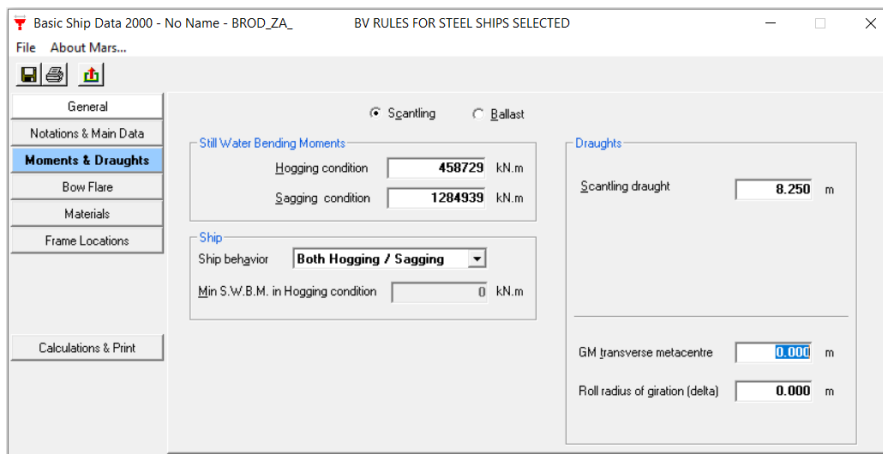 Basic Ship Data 2000 - No Name - BROD_ZA_ BV RULES FOR STEEL SHIPS SELECTED
File About Mars...
General
Notations & Main Data
Moments & Draughts
Bow Flare
Materials
Frame Locations
Calculations & Print
Scantling Ballast
Still Water Bending Moments
Hogging condition 458729 kN.m
Sagging condition 1284939 kN.m
Ship
Ship behavior Both Hogging / Sagging
Min S.W.B.M. in Hogging condition 0 kN.m
Draughts
Scantling draught 8.250 m
GM transverse metacentre 0.000 m
Roll radius of giration (delta) 0.000 m